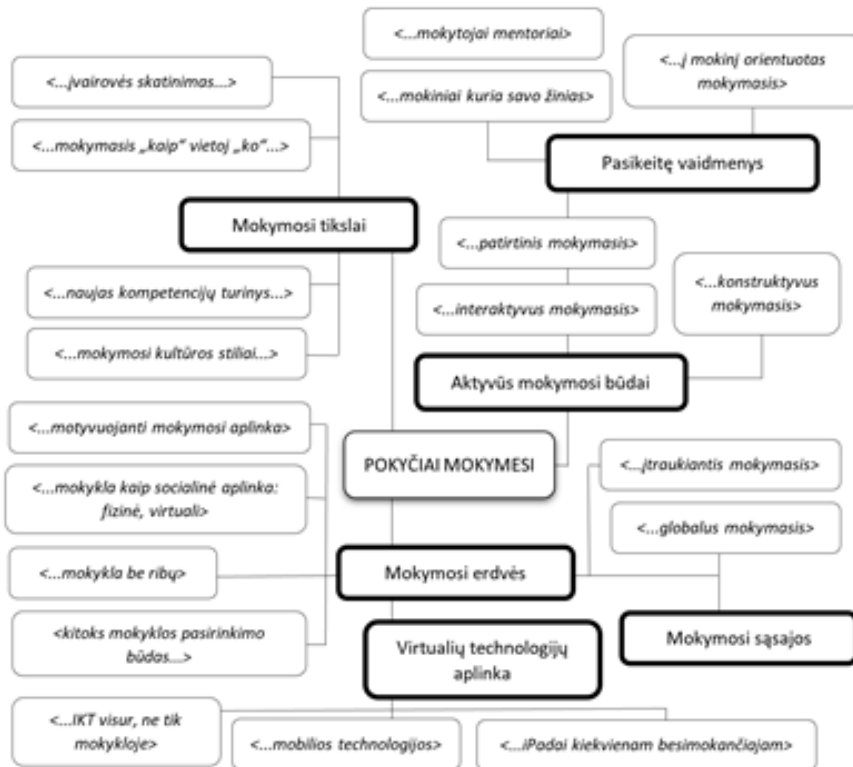 <...mokytojai mentoriai>
<...į mokinį orientuotas
mokymasis>
<...įvairovės skatinimas...>
<...mokiniai kuria savo žinias>
<...mokymasis „kaip“ vietoj „ko“...>
Pasikeitę vaidmenys
Mokymosi tikslai
<...patirtinis mokymasis>
<...konstruktyvus
mokymasis>
<...naujas kompetencijų turinys...>
<...interaktyvus mokymasis>
<...mokymosi kultūros stiliai...>
Aktyvūs mokymosi būdai
<...motyvuojanti mokymosi aplinka>
POKYČIAI MOKYMESI
<...įtraukiantis mokymasis>
<...mokykla kaip socialinė aplinka:
fizinė, virtuali>
<...globalus mokymasis>
<...mokykla be ribų>
Mokymosi erdvės
<kitoks mokyklos pasirinkimo
būdas...>
Virtualių technologijų
aplinka
Mokymosi sąsajos
<...IKT visur, ne tik
mokykloje>
<...mobilios technologijos>
<...iPadai kiekvienam besimokančiajam>